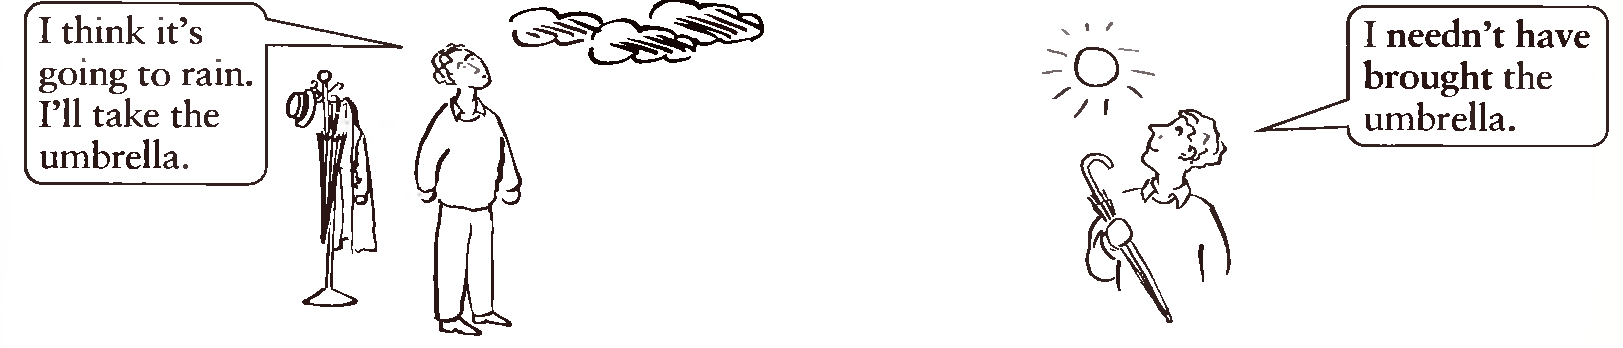 I think it's
going to rain.
I'll take the
umbrella.
I needn't have
brought the
umbrella.